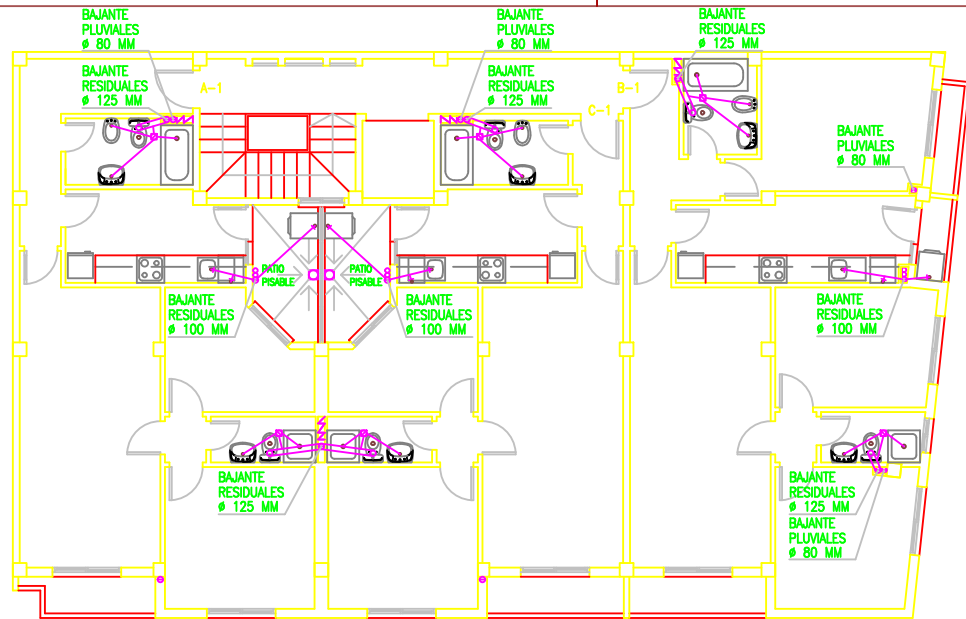 BAJANTE
PLUVIALES
ø 80 MM
BAJANTE
RESIDUALES
ø 125 MM
A-1
BAJANTE
PLUVIALES
ø 80 MM
BAJANTE
RESIDUALES
ø 125 MM
BAJANTE
RESIDUALES
ø 125 MM
B-1
C-1
BAJANTE
PLUVIALES
ø 80 MM
PATIO
PISABLE
PATIO
PISABLE
BAJANTE
RESIDUALES
ø 100 MM
BAJANTE
RESIDUALES
ø 100 MM
BAJANTE
RESIDUALES
ø 100 MM
BAJANTE
RESIDUALES
ø 125 MM
BAJANTE
RESIDUALES
ø 125 MM
BAJANTE
PLUVIALES
ø 80 MM